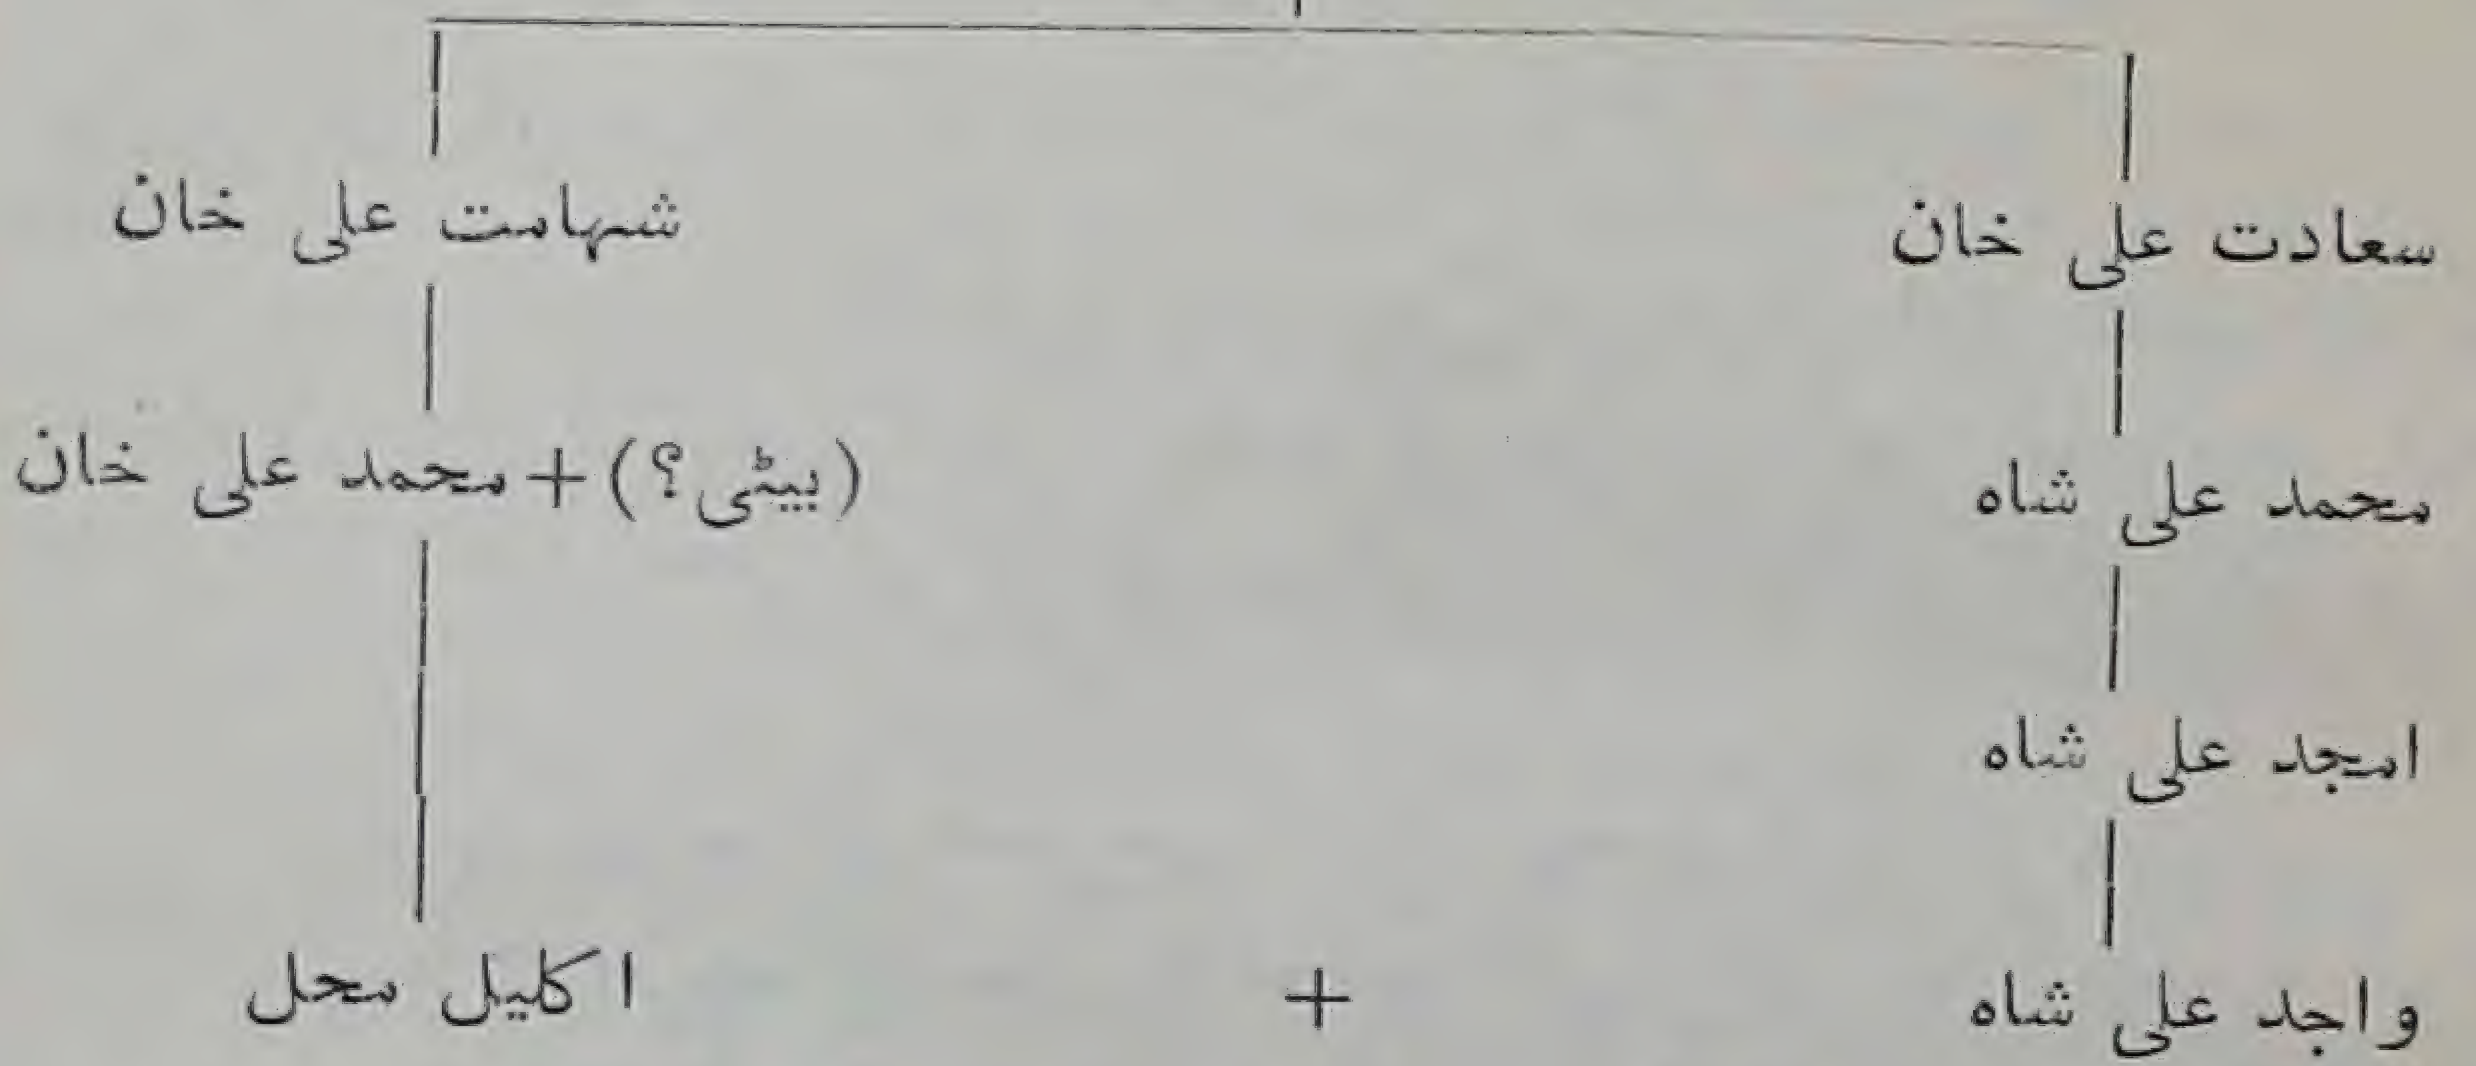 سعادت علی خان شہامت علی خان
محمد علی شاہ (بیٹی؟) + محمد علی خان
امجد علی شاہ
واجد علی شاہ + اکلیل محل